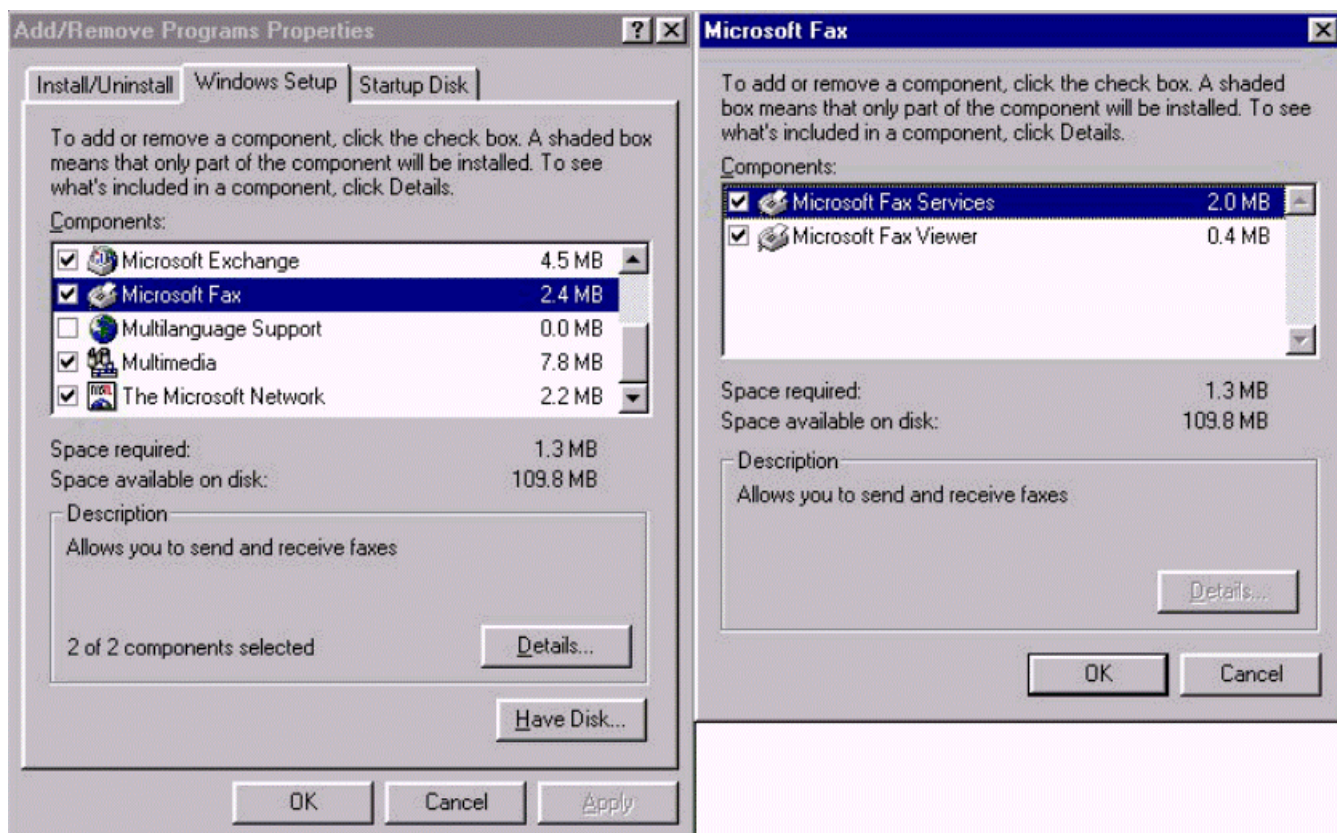 Add/Remove Programs Properties
Install/Uninstall
Windows Setup
Startup Disk
To add or remove a component, click the check box. A shaded box
means that only part of the component will be installed. To see
what's included in a component, click Details.
Components:
Microsoft Exchange 4.5 MB
Microsoft Fax 2.4 MB
Multilanguage Support 0.0 MB
Multimedia 7.8 MB
The Microsoft Network 2.2 MB
Space required: 1.3 MB
Space available on disk: 109.8 MB
Description
Allows you to send and receive faxes
2 of 2 components selected
Details...
Have Disk...
OK
Cancel
Apply
Microsoft Fax
To add or remove a component, click the check box. A shaded
box means that only part of the component will be installed. To see
what's included in a component, click Details.
Components:
Microsoft Fax Services 2.0 MB
Microsoft Fax Viewer 0.4 MB
Space required: 1.3 MB
Space available on disk: 109.8 MB
Description
Allows you to send and receive faxes
Details...
OK
Cancel